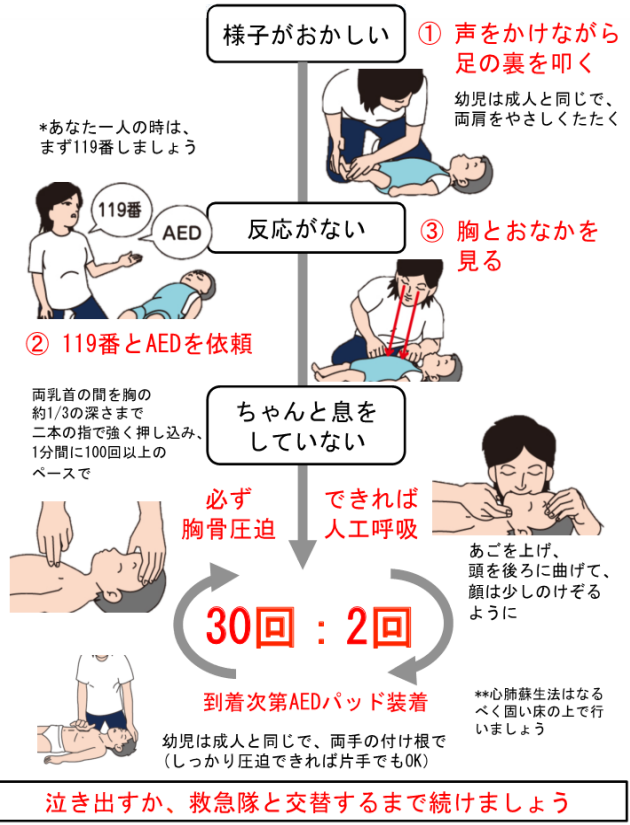 様子がおかしい
① 声をかけながら
足の裏を叩く
幼児は成人と同じで、
両肩をやさしくたたく
*あなた一人の時は、
まず119番しましょう
119番
AED
反応がない
② 119番とAEDを依頼
③ 胸とおなかを
見る
ちゃんと息を
していない
両乳首の間を胸の
約1/3の深さまで
二本の指で強く押し込み、
1分間に100回以上の
ペースで
必ず
胸骨圧迫
できれば
人工呼吸
あごを上げ、
頭を後ろに曲げて、
顔は少しのけぞる
ように
30回：2回
到着次第AEDパッド装着
幼児は成人と同じで、両手の付け根で
(しっかり圧迫できれば片手でもOK)
**心肺蘇生法はなる
べく固い床の上で行
いましょう
泣き出すか、救急隊と交替するまで続けましょう